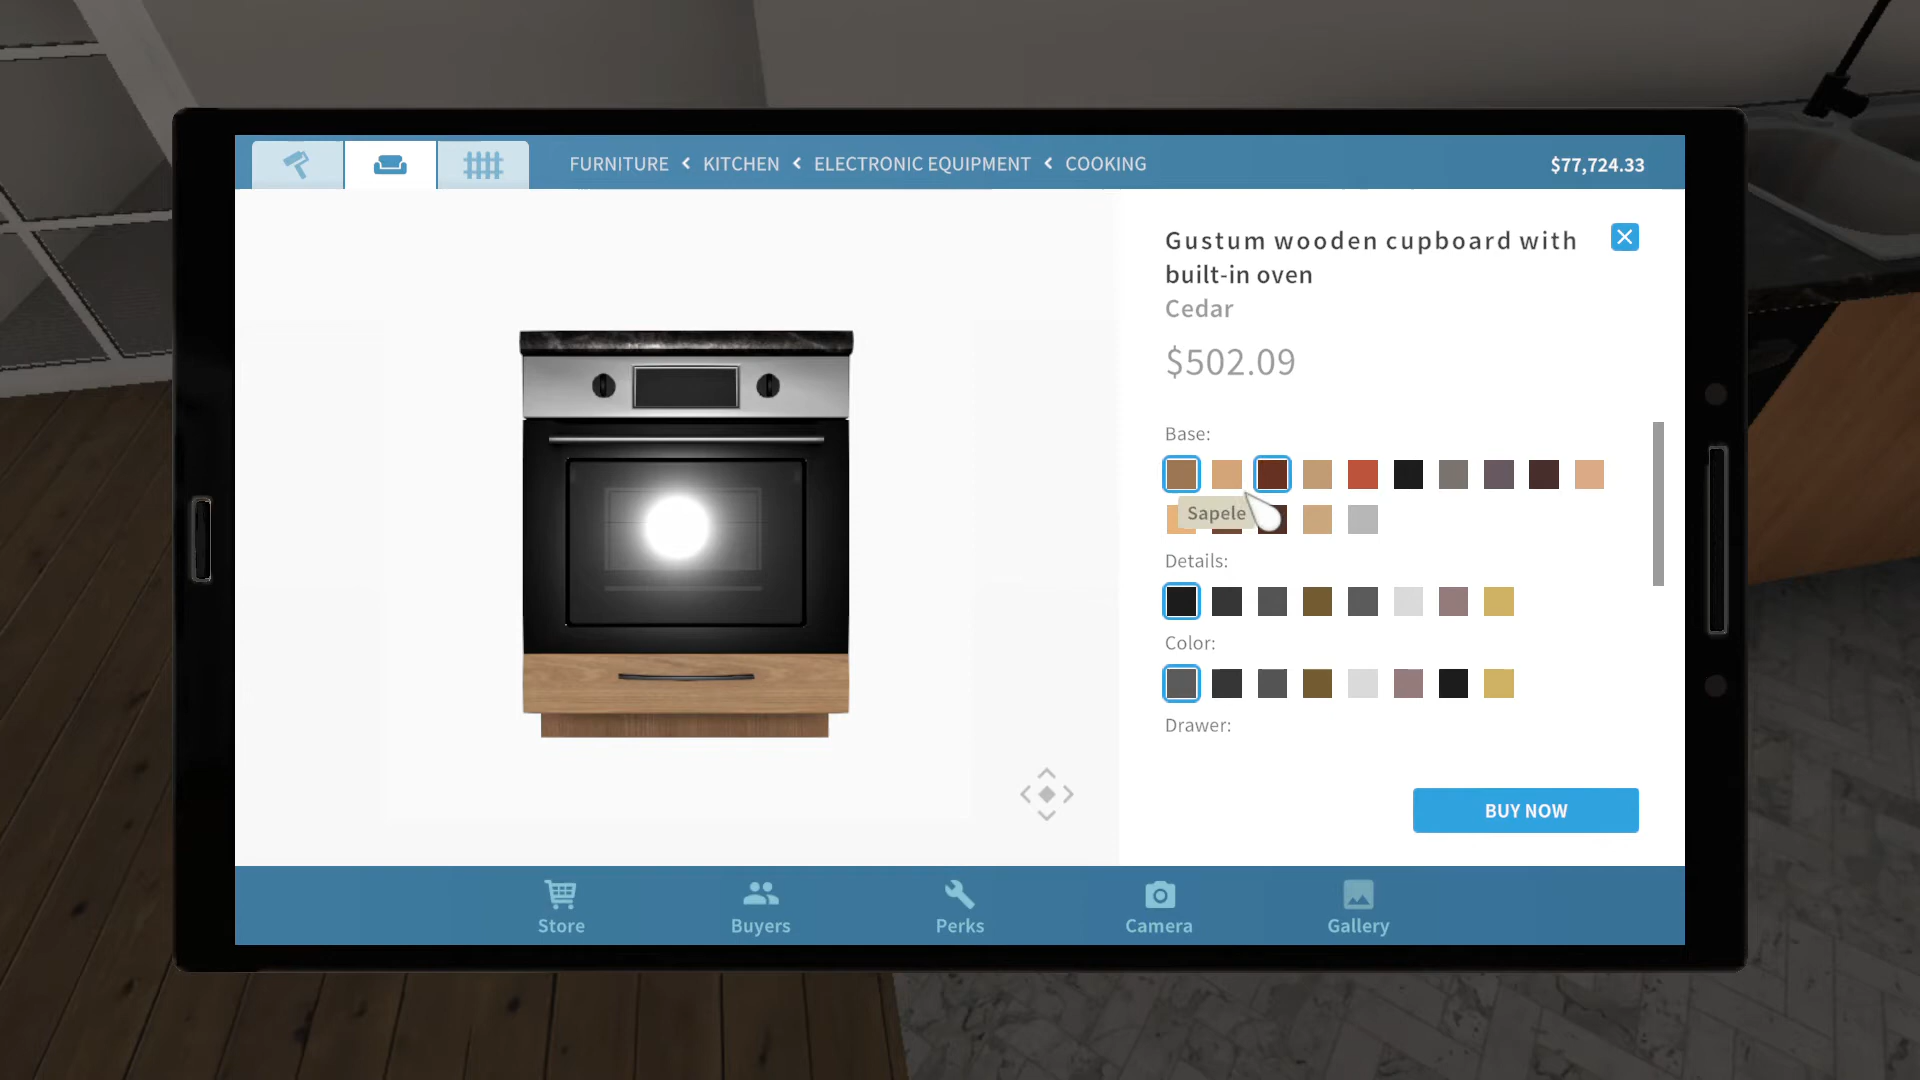 FURNITURE < KITCHEN < ELECTRONIC EQUIPMENT < COOKING
$77,724.33
Gustum wooden cupboard with
built-in oven
Cedar
$502.09
Base:
Sapele
Details:
Color:
Drawer:
BUY NOW
Store
Buyers
Perks
Camera
Gallery